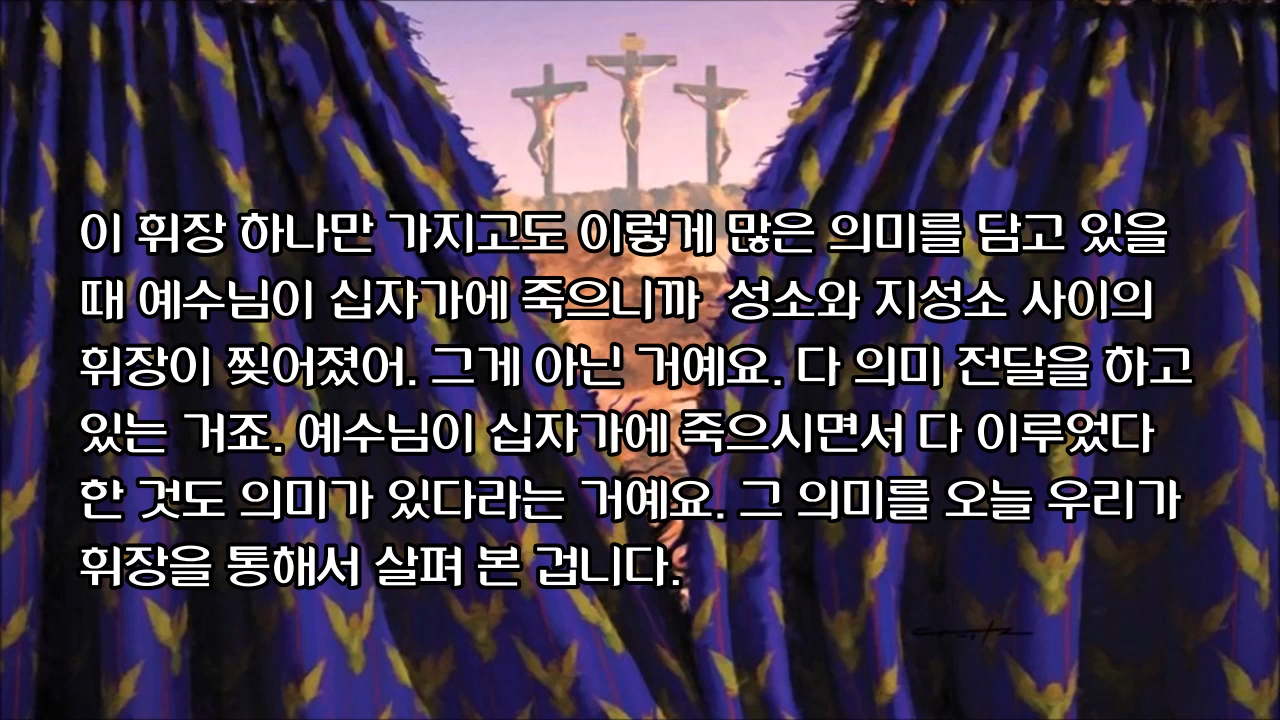 이 휘장 하나만 가지고도 이렇게 많은 의미를 담고 있을
때 예수님이 십자가에 죽으니까 성소와 지성소 사이의
휘장이 찢어졌어. 그게 아닌 거예요. 다 의미 전달을 하고
있는 거죠. 예수님이 십자가에 죽으시면서 다 이루었다
한 것도 의미가 있다라는 거예요. 그 의미를 오늘 우리가
휘장을 통해서 살펴 본 겁니다.